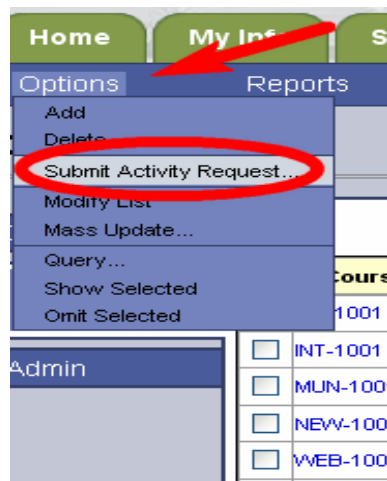 Home My Inf S
Options Reports
Add
Delete
Submit Activity Request...
Modify List
Mass Update...
Query...
Show Selected
Omit Selected
Cours
1001
INT-1001
Admin
MUN-100
NEW-100
WEB-100